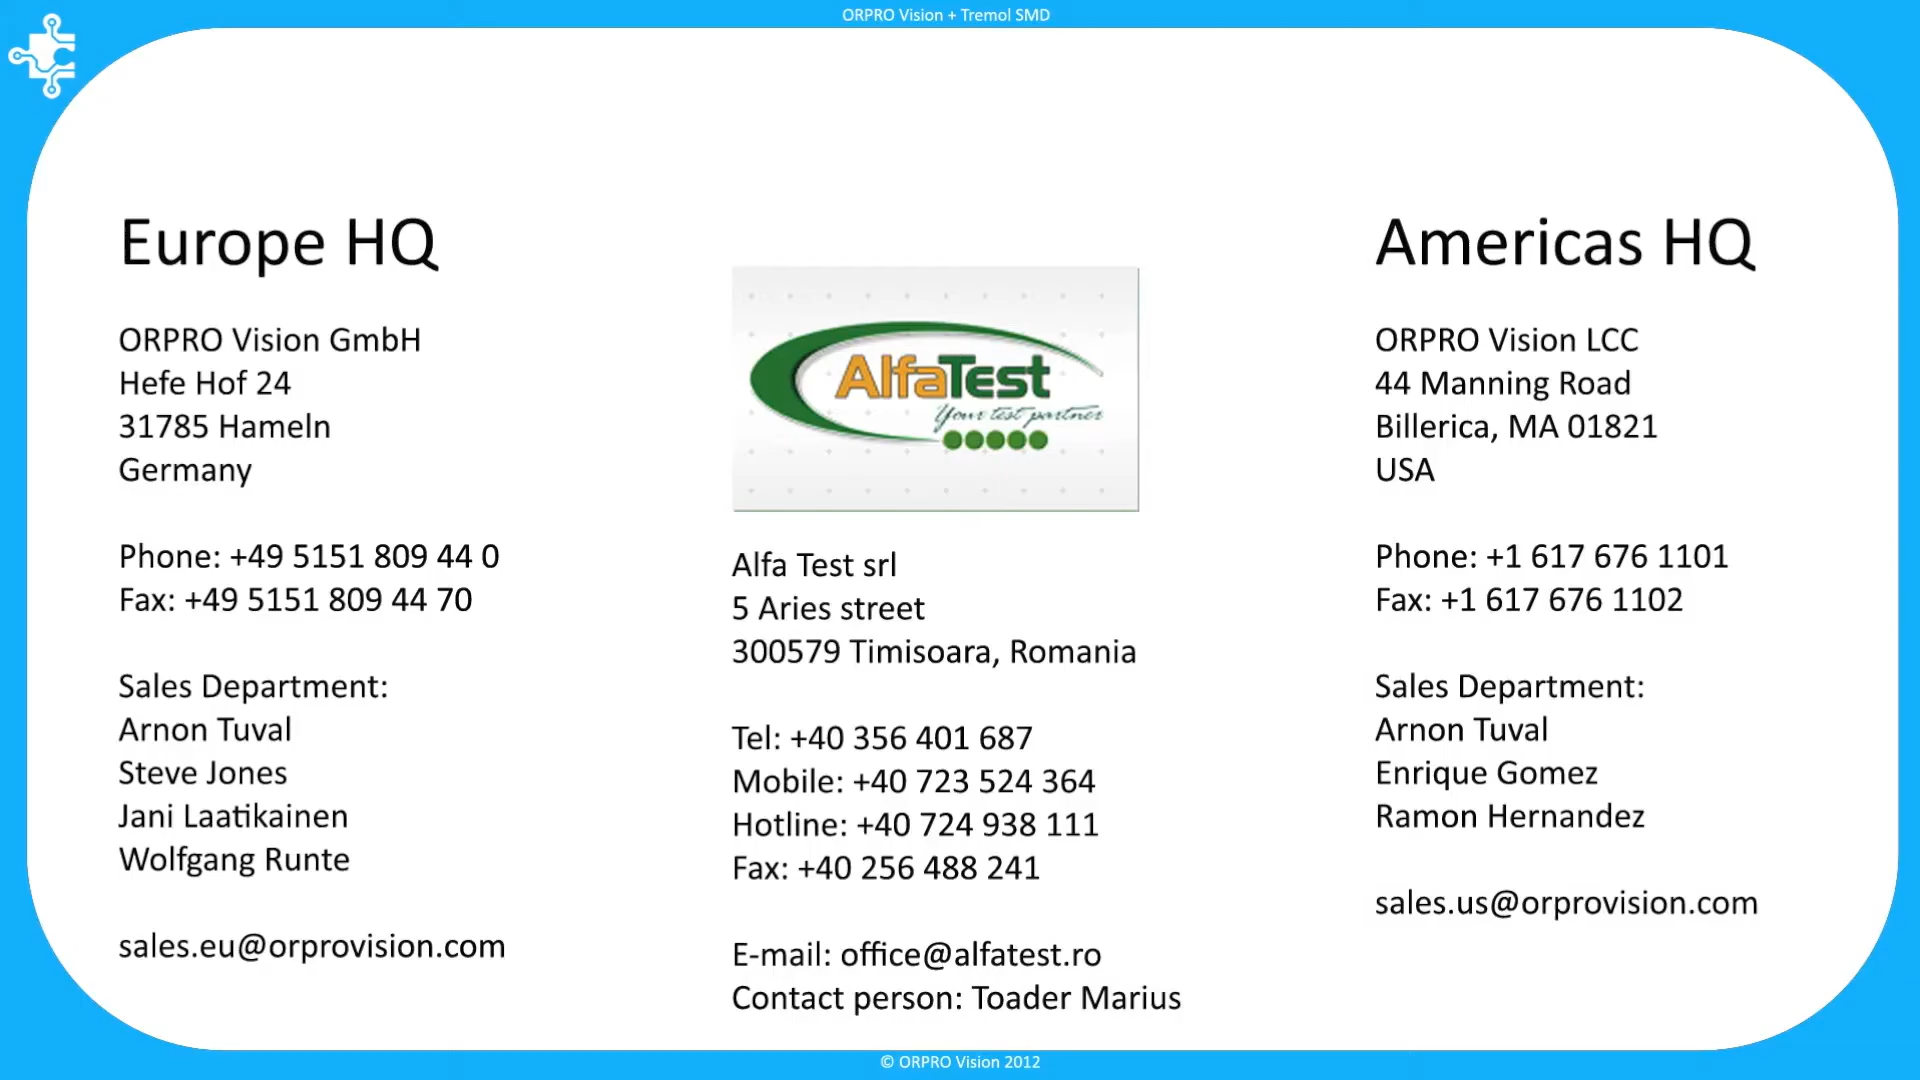 ORPRO Vision + Tremol SMD
Europe HQ
ORPRO Vision GmbH
Hefe Hof 24
31785 Hameln
Germany
Phone: +49 5151 809 44 0
Fax: +49 5151 809 44 70
Sales Department:
Arnon Tuval
Steve Jones
Jani Laatikainen
Wolfgang Runte
sales.eu@orprovision.com
AlfaTest
Your test partner
Alfa Test srl
5 Aries street
300579 Timisoara, Romania
Tel: +40 356 401 687
Mobile: +40 723 524 364
Hotline: +40 724 938 111
Fax: +40 256 488 241
E-mail: office@alfatest.ro
Contact person: Toader Marius
Americas HQ
ORPRO Vision LCC
44 Manning Road
Billerica, MA 01821
USA
Phone: +1 617 676 1101
Fax: +1 617 676 1102
Sales Department:
Arnon Tuval
Enrique Gomez
Ramon Hernandez
sales.us@orprovision.com
© ORPRO Vision 2012